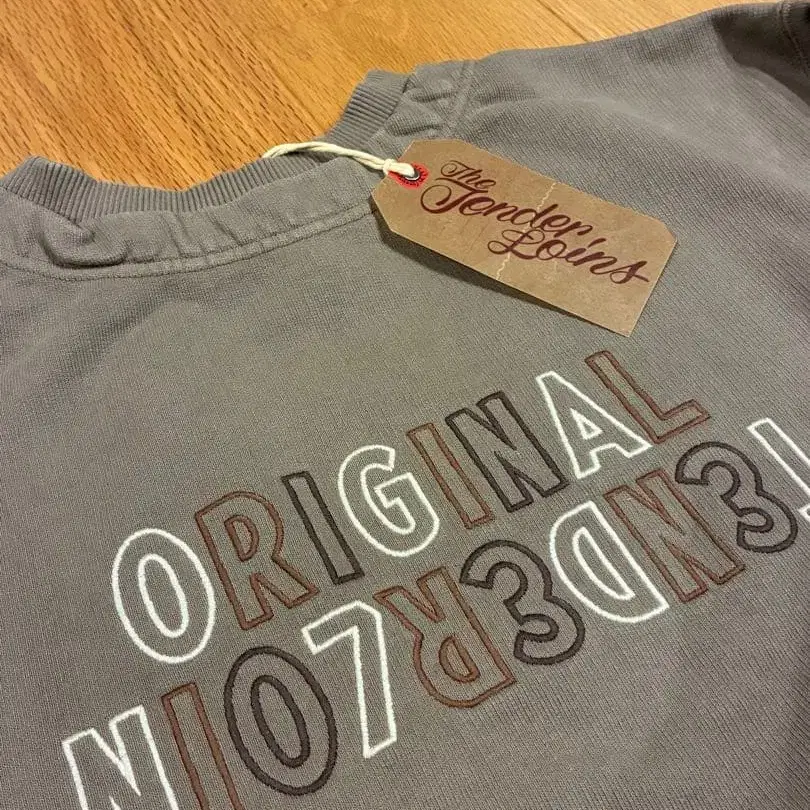 The
Tender
Loins
ORIGINAL
TENDERLOIN